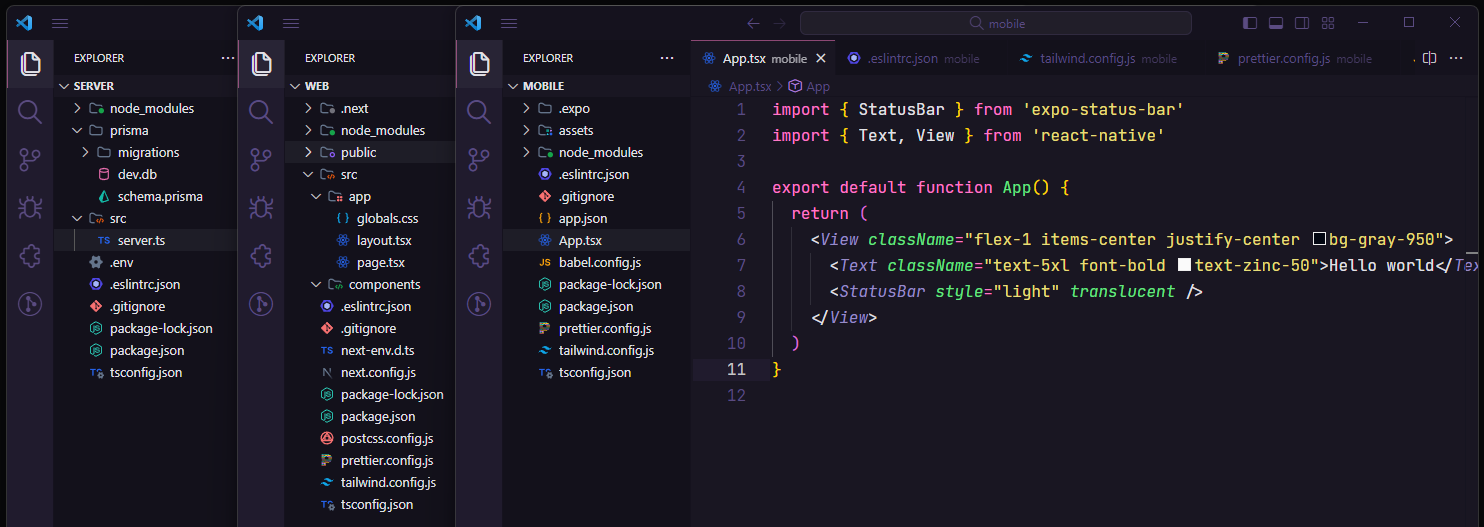 EXPLORER
SERVER
node_modules
prisma
migrations
dev.db
schema.prisma
src
TS server.ts
.env
.eslintrc.json
.gitignore
package-lock.json
package.json
TS tsconfig.json
EXPLORER
WEB
.next
node_modules
public
src
app
{ } globals.css
layout.tsx
page.tsx
components
.eslintrc.json
.gitignore
TS next-env.d.ts
N next.config.js
package-lock.json
package.json
postcss.config.js
prettier.config.js
tailwind.config.js
TS tsconfig.json
EXPLORER
MOBILE
.expo
assets
node_modules
.eslintrc.json
.gitignore
{ } app.json
App.tsx
JS babel.config.js
package-lock.json
package.json
prettier.config.js
tailwind.config.js
TS tsconfig.json
mobile
App.tsx mobile .eslintrc.json mobile tailwind.config.js mobile prettier.config.js mobile
App.tsx > App
1 import { StatusBar } from 'expo-status-bar'
2 import { Text, View } from 'react-native'
3
4 export default function App() {
5 return (
6 <View className="flex-1 items-center justify-center bg-gray-950">
7 <Text className="text-5xl font-bold text-zinc-50">Hello world</Tex
8 <StatusBar style="light" translucent />
9 </View>
10 )
11 }
12